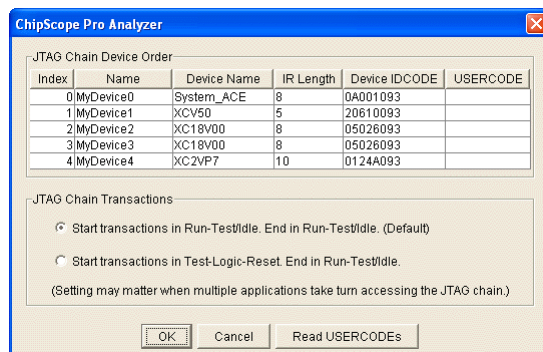 ChipScope Pro Analyzer
JTAG Chain Device Order
Index Name Device Name IR Length Device IDCODE USERCODE
0 MyDevice0 System_ACE 8 0A001093
1 MyDevice1 XCV50 5 20610093
2 MyDevice2 XC18V00 8 05026093
3 MyDevice3 XC18V00 8 05026093
4 MyDevice4 XC2VP7 10 0124A093
JTAG Chain Transactions
Start transactions in Run-Test/Idle. End in Run-Test/Idle. (Default)
Start transactions in Test-Logic-Reset. End in Run-Test/Idle.
(Setting may matter when multiple applications take turn accessing the JTAG chain.)
OK Cancel Read USERCODEs